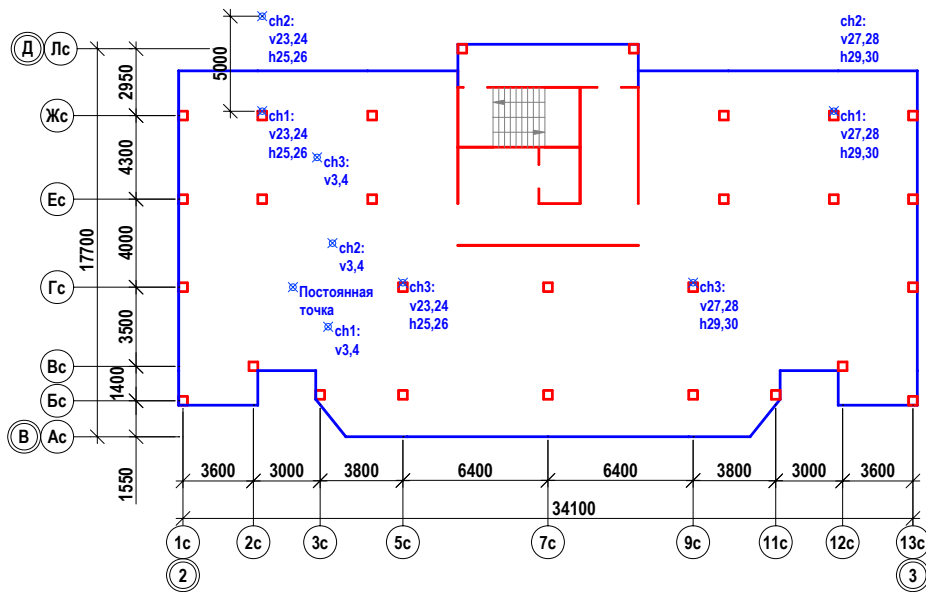 ch2:
v23,24
h25,26
ch2:
v27,28
h29,30
Д Лс
5000
2950
Жс
ch1:
v23,24
h25,26
ch1:
v27,28
h29,30
4300
ch3:
v3,4
Ес
17700
4000
ch2:
v3,4
Гс
Постоянная
точка
ch3:
v23,24
h25,26
ch3:
v27,28
h29,30
3500
ch1:
v3,4
Вс
1400
Бс
В Ас
1550
3600 3000 3800 6400 6400 3800 3000 3600
34100
1с 2с 3с 5с 7с 9с 11с 12с 13с
2 3